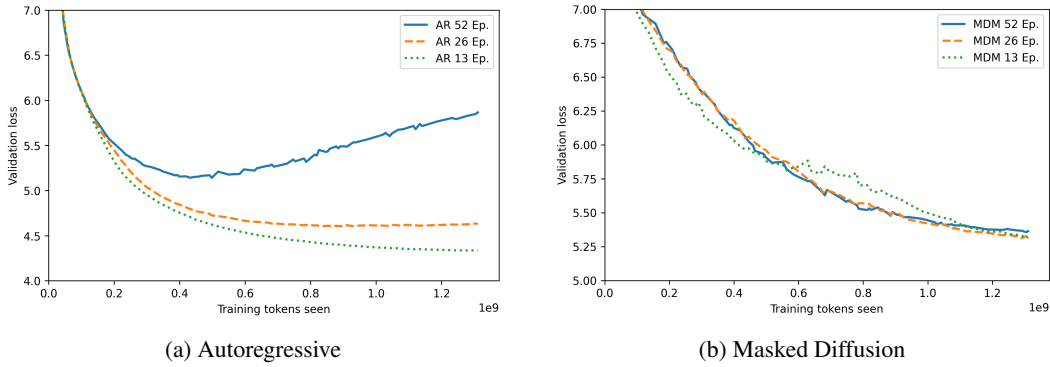 7.0
6.5
6.0
5.5
5.0
4.5
4.0
Validation loss
0.0 0.2 0.4 0.6 0.8 1.0 1.2
1e9
Training tokens seen
AR 52 Ep.
AR 26 Ep.
AR 13 Ep.
(a) Autoregressive
7.00
6.75
6.50
6.25
6.00
5.75
5.50
5.25
5.00
Validation loss
0.0 0.2 0.4 0.6 0.8 1.0 1.2
1e9
Training tokens seen
MDM 52 Ep.
MDM 26 Ep.
MDM 13 Ep.
(b) Masked Diffusion